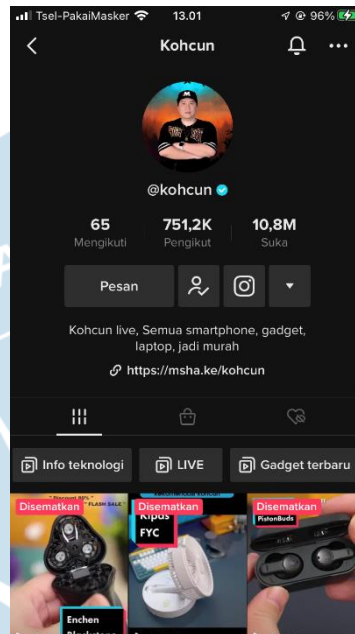 Tsel-PakaiMasker 13.01 96%
Kohcun
@kohcun
65 751,2K 10,8M
Mengikuti Pengikut Suka
Pesan
Kohcun live, Semua smartphone, gadget,
laptop, jadi murah
https://msha.ke/kohcun
Info teknologi LIVE Gadget terbaru
Disematkan Disematkan Disematkan
" FLASH SALE "
FYC
PistonBuds
Enchen